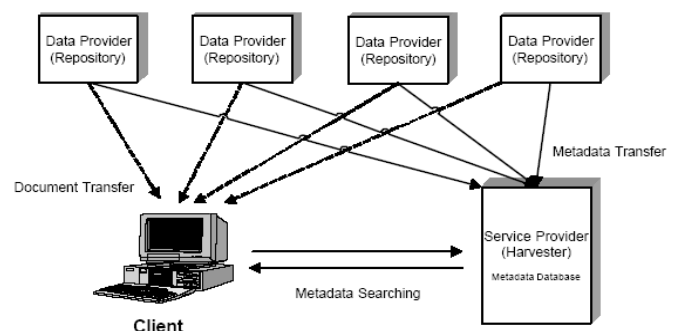 Data Provider
(Repository)
Data Provider
(Repository)
Data Provider
(Repository)
Data Provider
(Repository)
Metadata Transfer
Document Transfer
Service Provider
(Harvester)
Metadata Database
Metadata Searching
Client